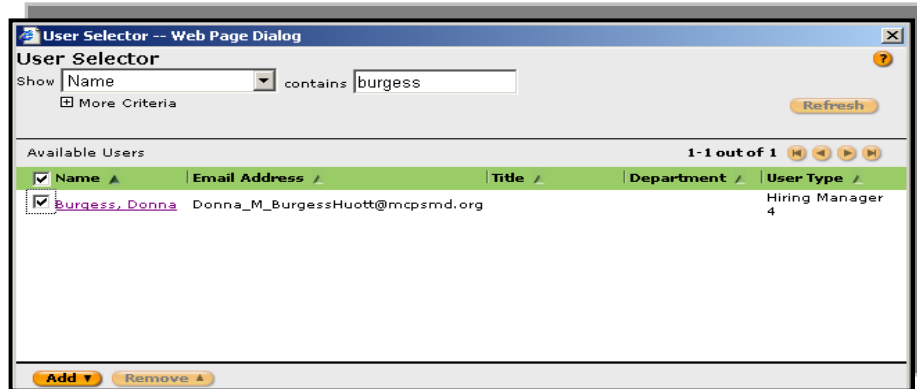 User Selector -- Web Page Dialog
User Selector
Show Name contains burgess
More Criteria
Refresh
Available Users 1-1 out of 1
Name Email Address Title Department User Type
Burgess, Donna Donna_M_BurgessHuott@mcpsmd.org Hiring Manager
4
Add Remove